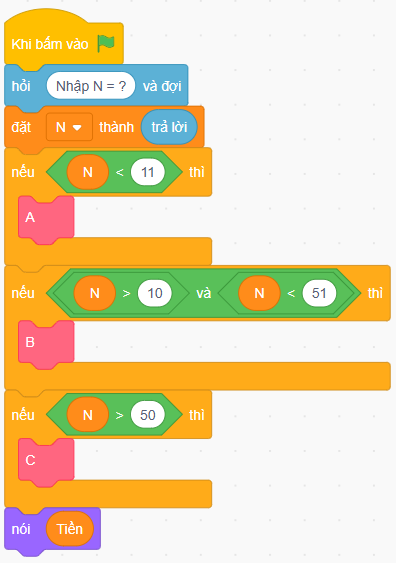 Khi bấm vào
hỏi Nhập N = ? và đợi
đặt N thành trả lời
nếu N < 11 thì
A
nếu N > 10 và N < 51 thì
B
nếu N > 50 thì
C
nói Tiền